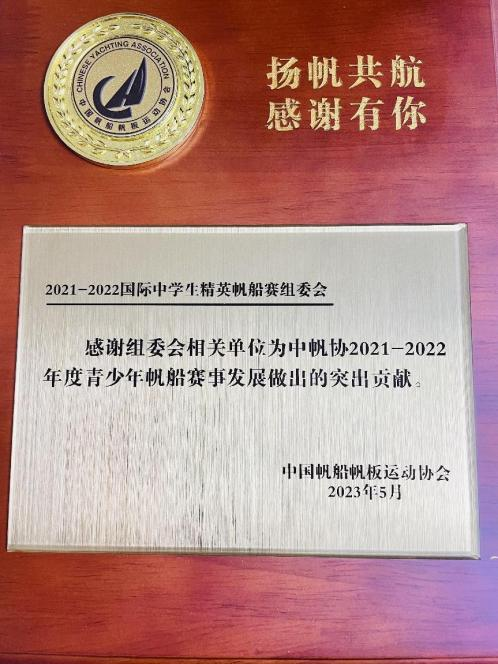 CHINESE YACHTING ASSOCIATION
中国帆船帆板运动协会
扬帆共航
感谢有你
2021-2022国际中学生精英帆船赛组委会
感谢组委会相关单位为中帆协2021-2022
年度青少年帆船赛事发展做出的突出贡献。
中国帆船帆板运动协会
2023年5月